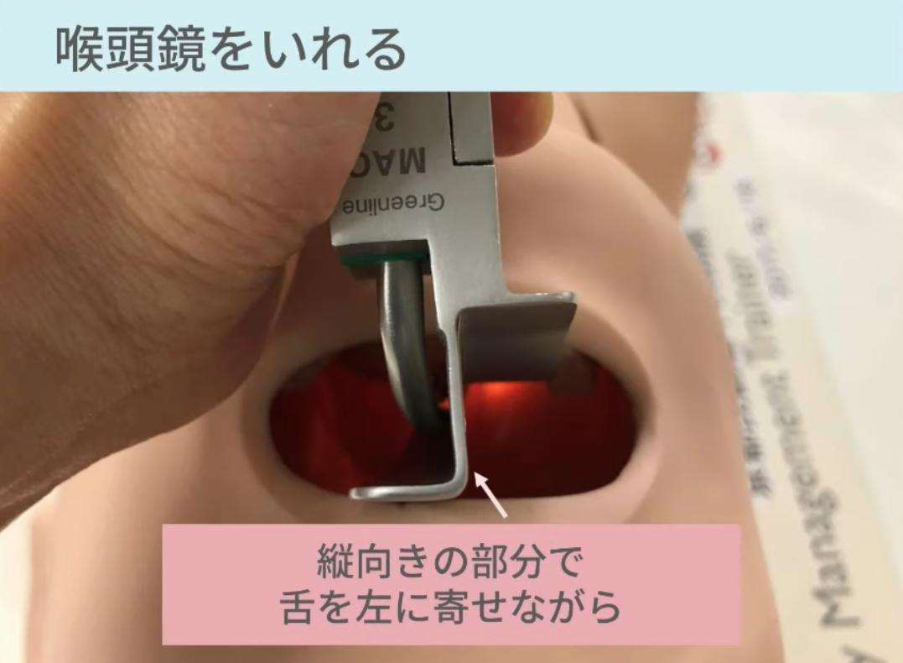 喉頭鏡をいれる
3
MAC
Greenline
Management Trainer
縦向きの部分で
舌を左に寄せながら